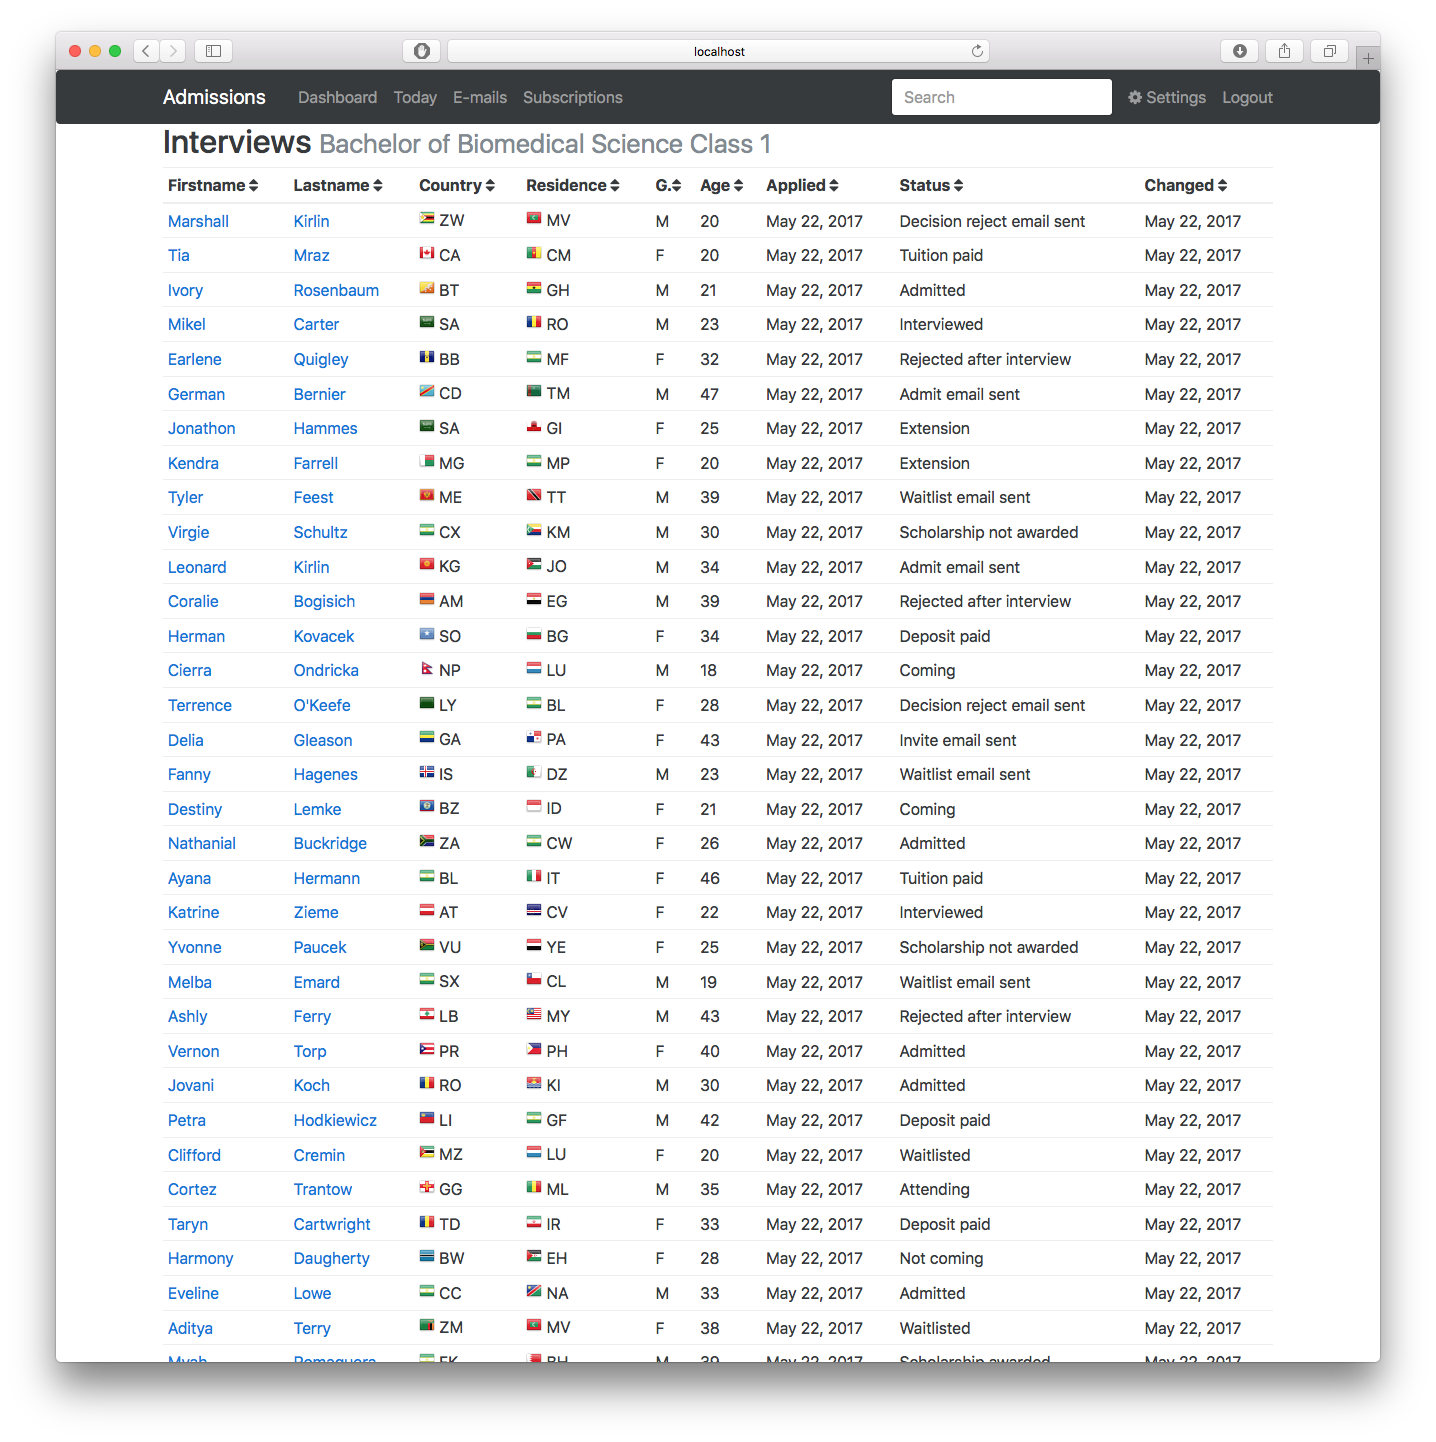 localhost
Admissions Dashboard Today E-mails Subscriptions Search Settings Logout
Interviews Bachelor of Biomedical Science Class 1
Firstname Lastname Country Residence G. Age Applied Status Changed
Marshall Kirlin ZW MV M 20 May 22, 2017 Decision reject email sent May 22, 2017
Tia Mraz CA CM F 20 May 22, 2017 Tuition paid May 22, 2017
Ivory Rosenbaum BT GH M 21 May 22, 2017 Admitted May 22, 2017
Mikel Carter SA RO M 23 May 22, 2017 Interviewed May 22, 2017
Earlene Quigley BB MF F 32 May 22, 2017 Rejected after interview May 22, 2017
German Bernier CD TM M 47 May 22, 2017 Admit email sent May 22, 2017
Jonathon Hammes SA GI F 25 May 22, 2017 Extension May 22, 2017
Kendra Farrell MG MP F 20 May 22, 2017 Extension May 22, 2017
Tyler Feest ME TT M 39 May 22, 2017 Waitlist email sent May 22, 2017
Virgie Schultz CX KM M 30 May 22, 2017 Scholarship not awarded May 22, 2017
Leonard Kirlin KG JO M 34 May 22, 2017 Admit email sent May 22, 2017
Coralie Bogisich AM EG M 39 May 22, 2017 Rejected after interview May 22, 2017
Herman Kovacek SO BG F 34 May 22, 2017 Deposit paid May 22, 2017
Cierra Ondricka NP LU M 18 May 22, 2017 Coming May 22, 2017
Terrence O'Keefe LY BL F 28 May 22, 2017 Decision reject email sent May 22, 2017
Delia Gleason GA PA F 43 May 22, 2017 Invite email sent May 22, 2017
Fanny Hagenes IS DZ M 23 May 22, 2017 Waitlist email sent May 22, 2017
Destiny Lemke BZ ID F 21 May 22, 2017 Coming May 22, 2017
Nathanial Buckridge ZA CW F 26 May 22, 2017 Admitted May 22, 2017
Ayana Hermann BL IT F 46 May 22, 2017 Tuition paid May 22, 2017
Katrine Zieme AT CV F 22 May 22, 2017 Interviewed May 22, 2017
Yvonne Paucek VU YE F 25 May 22, 2017 Scholarship not awarded May 22, 2017
Melba Emard SX CL M 19 May 22, 2017 Waitlist email sent May 22, 2017
Ashly Ferry LB MY M 43 May 22, 2017 Rejected after interview May 22, 2017
Vernon Torp PR PH F 40 May 22, 2017 Admitted May 22, 2017
Jovani Koch RO KI M 30 May 22, 2017 Admitted May 22, 2017
Petra Hodkiewicz LI GF M 42 May 22, 2017 Deposit paid May 22, 2017
Clifford Cremin MZ LU F 20 May 22, 2017 Waitlisted May 22, 2017
Cortez Trantow GG ML M 35 May 22, 2017 Attending May 22, 2017
Taryn Cartwright TD IR F 33 May 22, 2017 Deposit paid May 22, 2017
Harmony Daugherty BW EH F 28 May 22, 2017 Not coming May 22, 2017
Eveline Lowe CC NA M 33 May 22, 2017 Admitted May 22, 2017
Aditya Terry ZM MV F 38 May 22, 2017 Waitlisted May 22, 2017
Myah Romaguera FK BH M 39 May 22, 2017 Scholarship awarded May 22, 2017